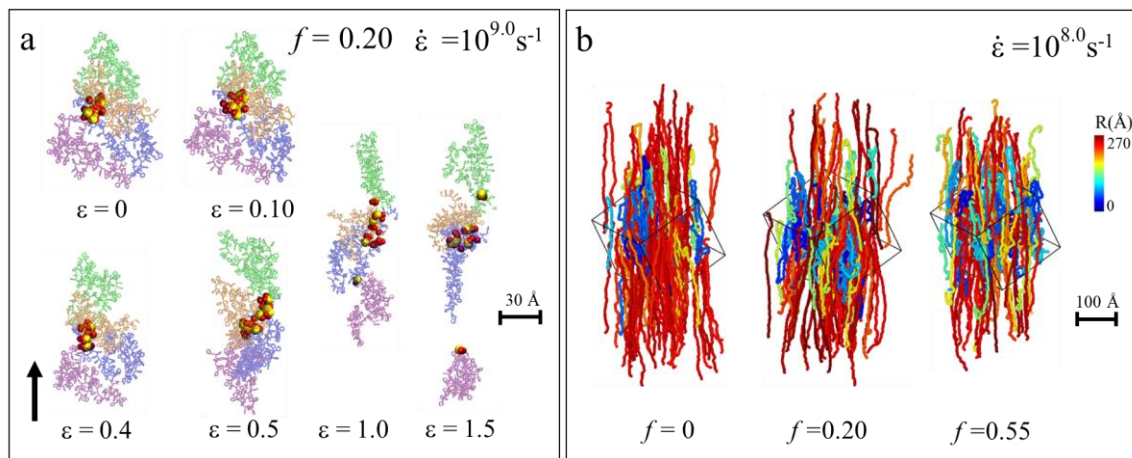 a
f = 0.20
ε̇ =10^9.0 s^-1
ε = 0
ε = 0.10
ε = 0.4
ε = 0.5
ε = 1.0
ε = 1.5
30 Å
b
ε̇ =10^8.0 s^-1
R(Å)
270
0
100 Å
f = 0
f =0.20
f =0.55